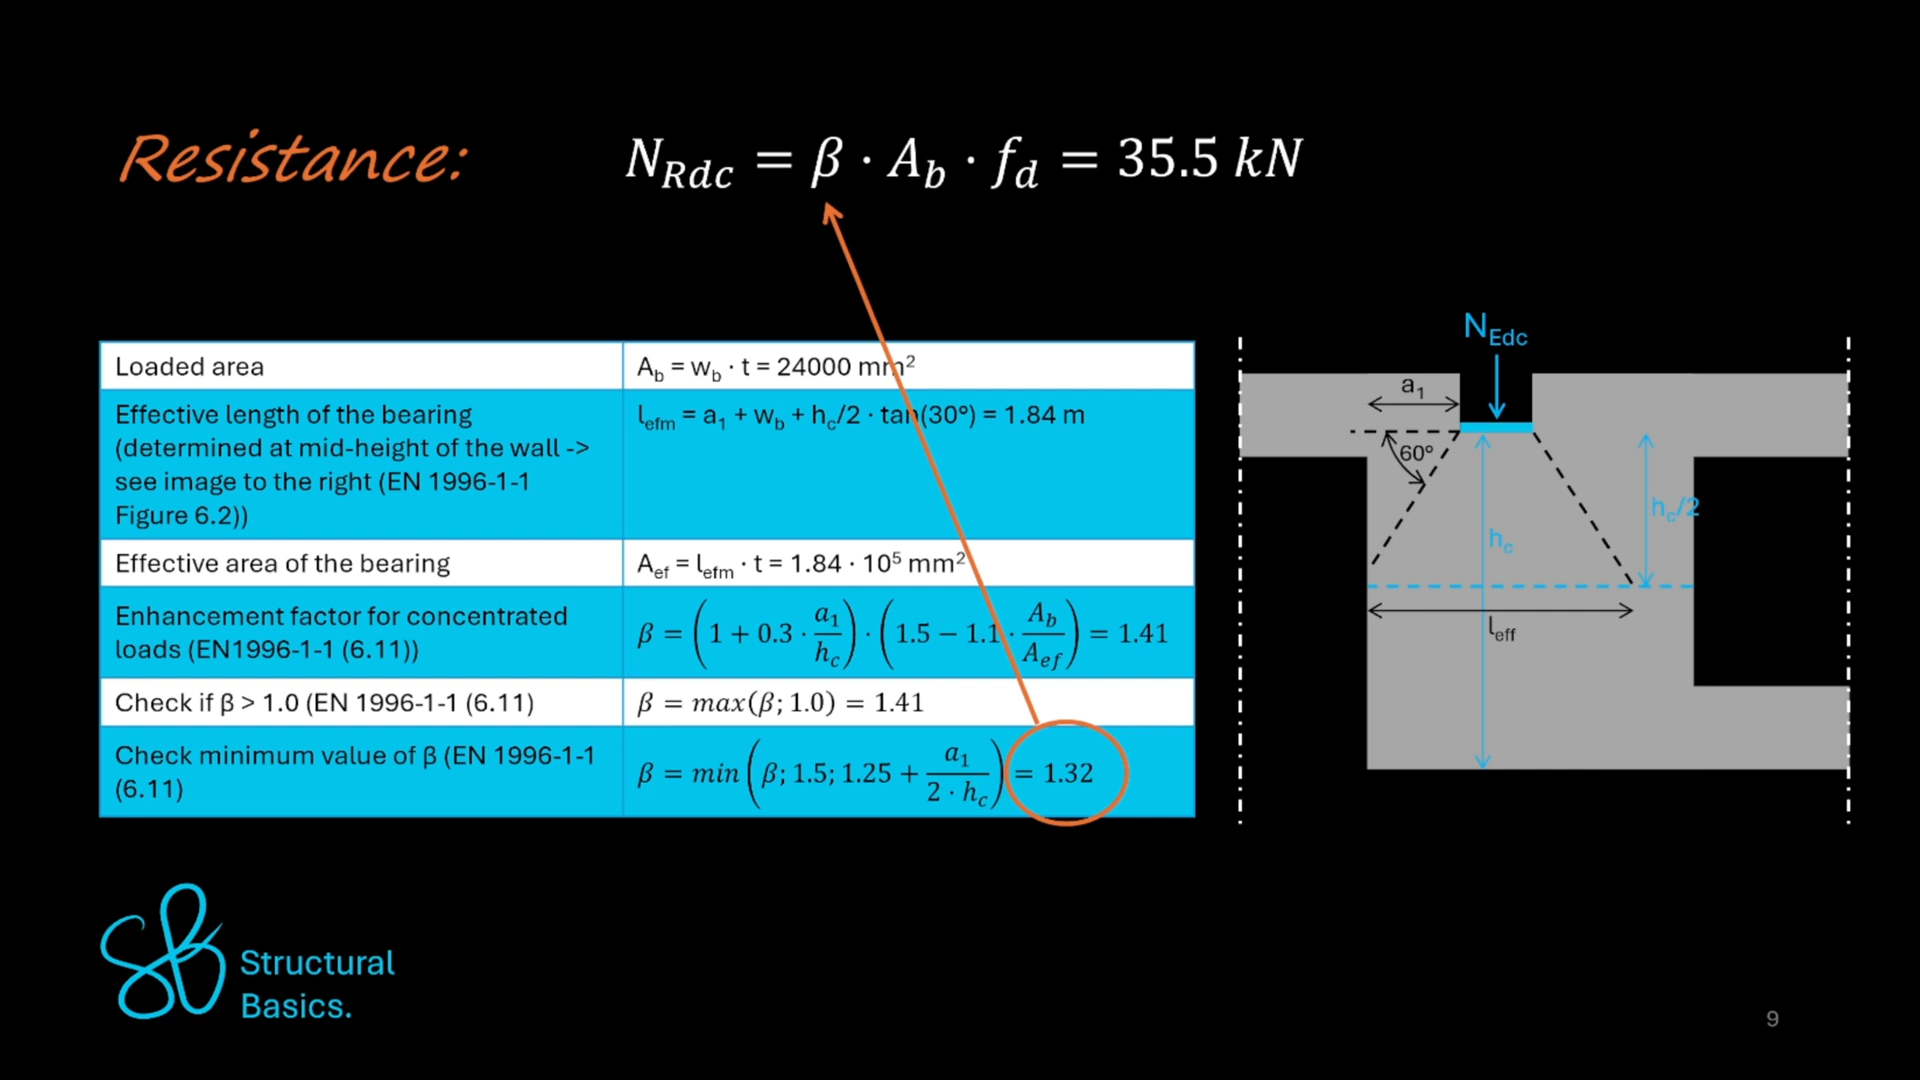 Resistance:
N_Rdc = β · A_b · f_d = 35.5 kN
Loaded area
A_b = w_b · t = 24000 mm²
Effective length of the bearing
(determined at mid-height of the wall ->
see image to the right (EN 1996-1-1
Figure 6.2))
l_efm = a_1 + w_b + h_c/2 · tan(30°) = 1.84 m
Effective area of the bearing
A_ef = l_efm · t = 1.84 · 10⁵ mm²
Enhancement factor for concentrated
loads (EN1996-1-1 (6.11))
β = (1 + 0.3 · a_1/h_c) · (1.5 − 1.1 · A_b/A_ef) = 1.41
Check if β > 1.0 (EN 1996-1-1 (6.11)
β = max(β; 1.0) = 1.41
Check minimum value of β (EN 1996-1-1
(6.11)
β = min(β; 1.5; 1.25 + a_1/(2 · h_c)) = 1.32
N_Edc
a_1
60°
h_c/2
h_c
l_eff
Structural
Basics.
9